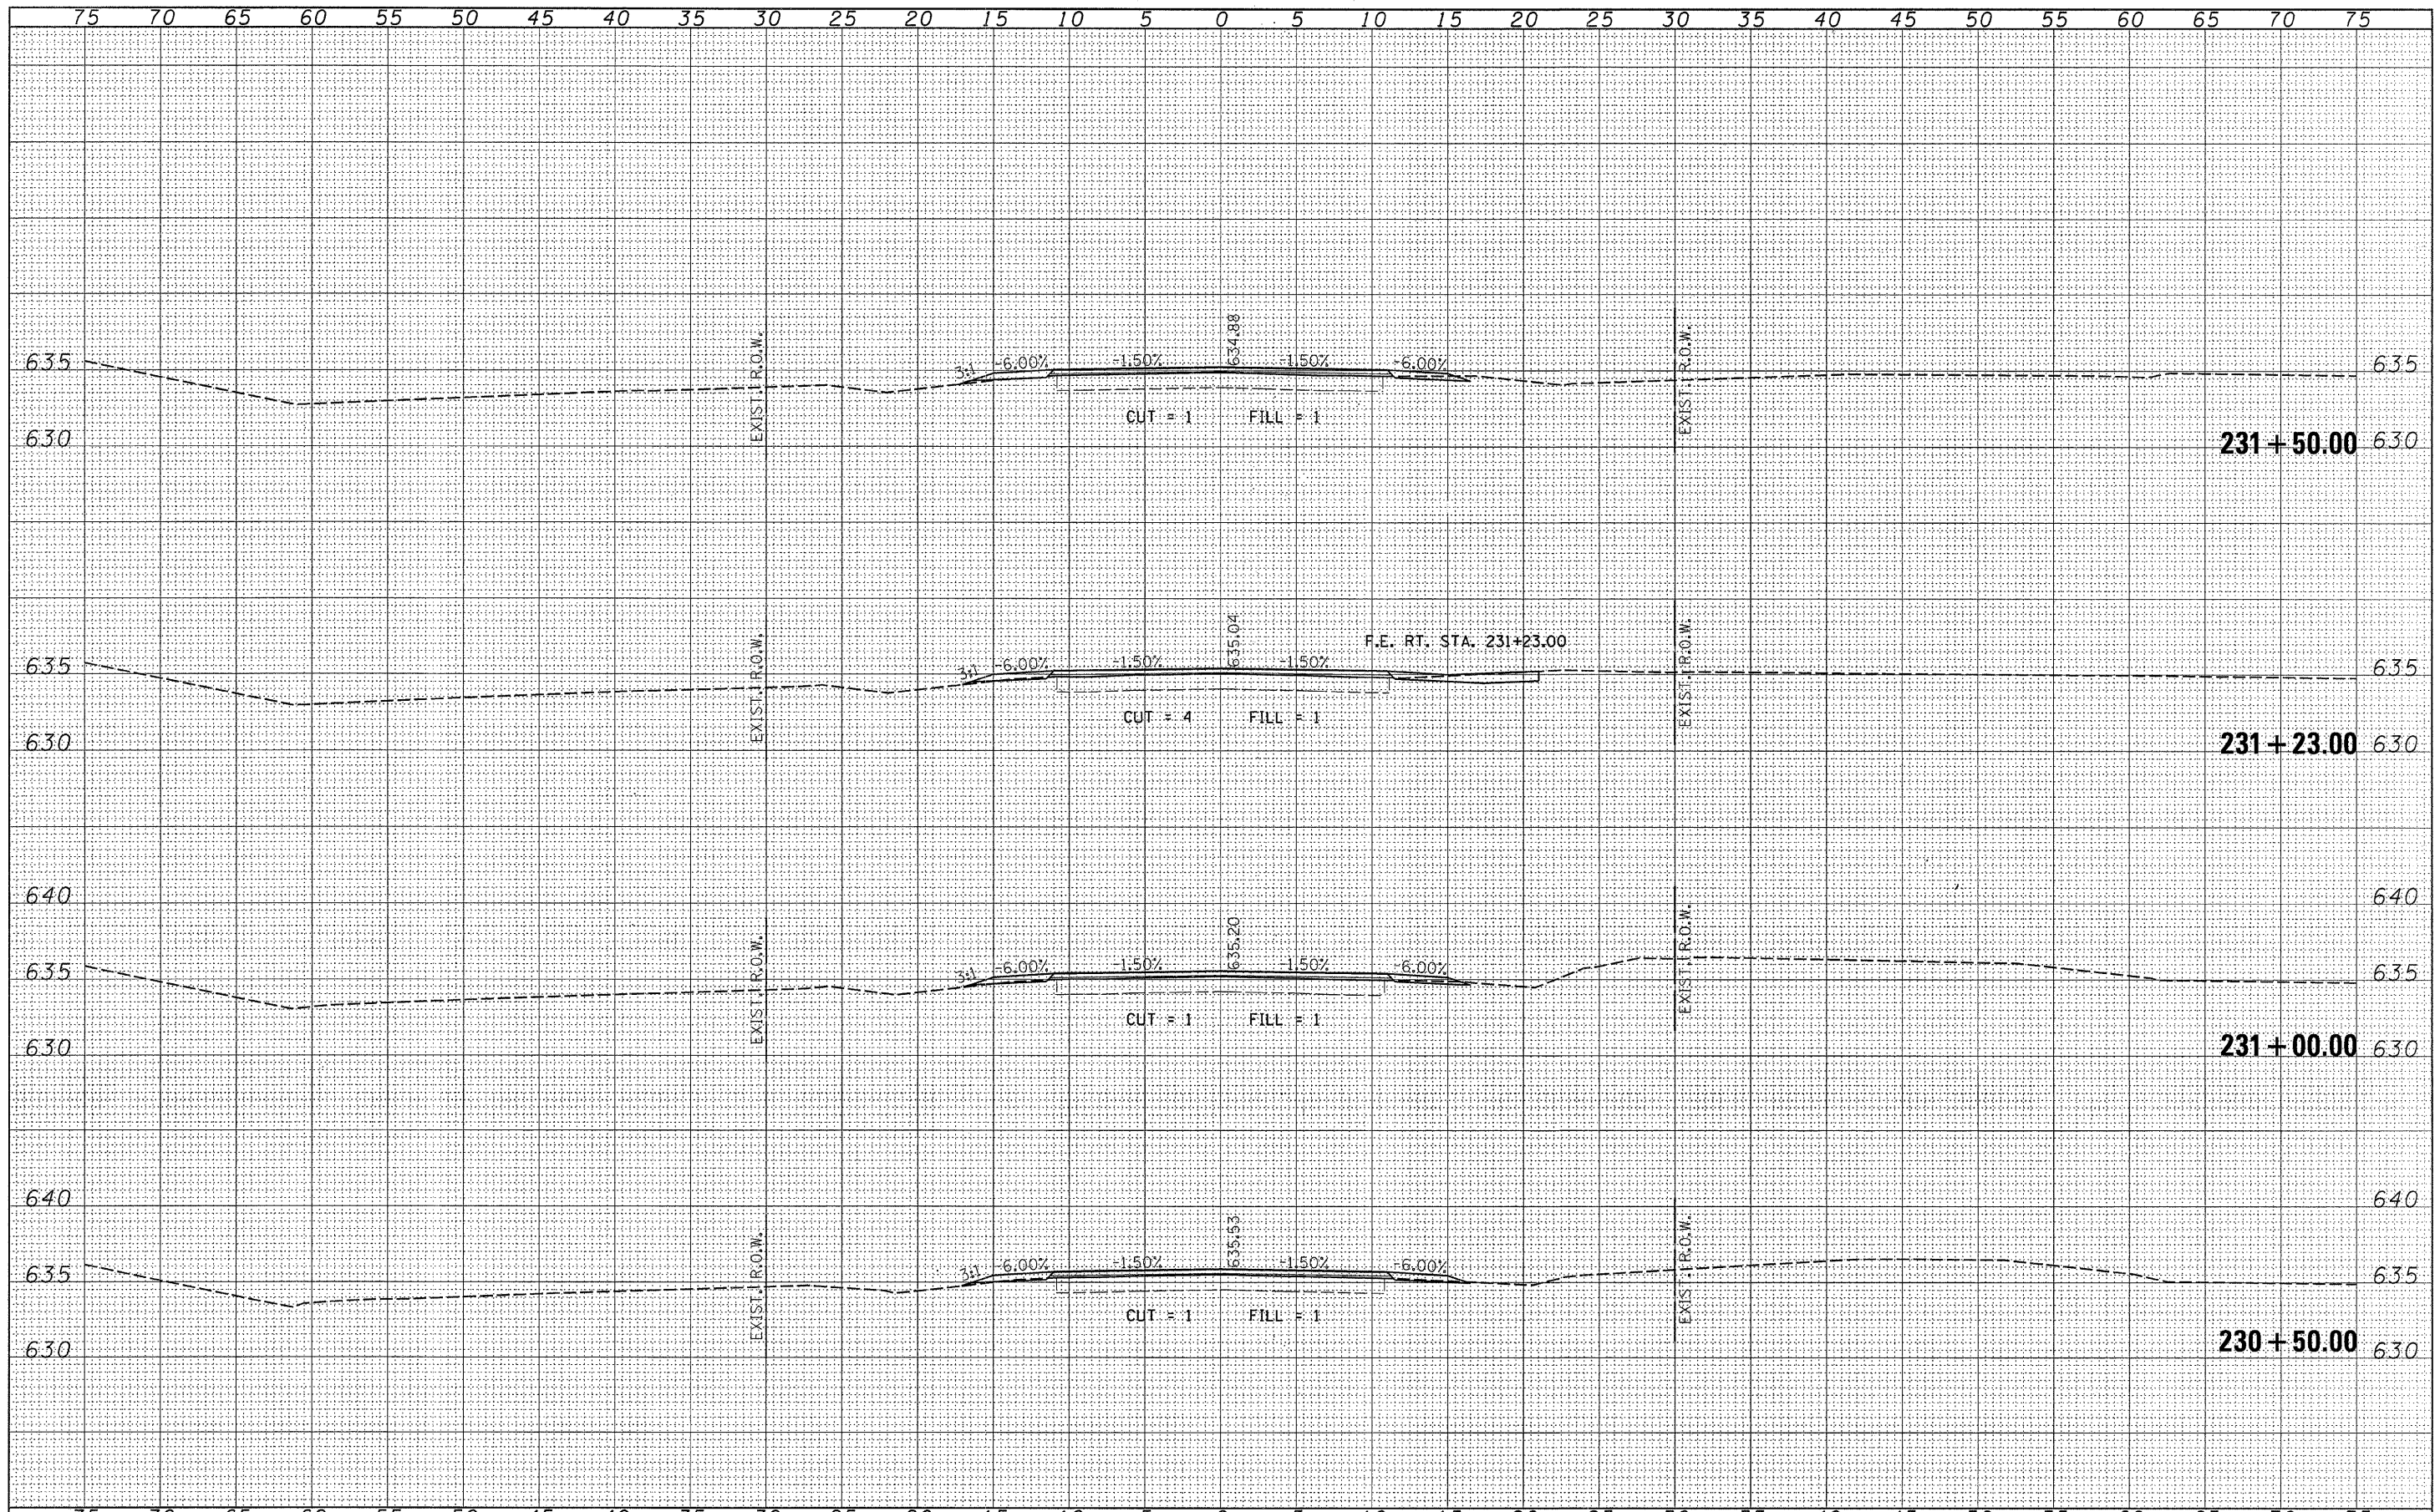 75 70 65 60 55 50 45 40 35 30 25 20 15 10 5 0 5 10 15 20 25 30 35 40 45 50 55 60 65 70 75
EXIST. R.O.W.
634.88
EXIST. R.O.W.
635 3:1 -6.00% -1.50% -1.50% -6.00% 635
CUT = 1 FILL = 1
630 231+50.00 630
EXIST. R.O.W.
635.04
EXIST. R.O.W.
F.E. RT. STA. 231+23.00
635 3:1 -6.00% -1.50% -1.50% 635
CUT = 4 FILL = 1
630 231+23.00 630
640 640
EXIST. R.O.W.
635.20
EXIST. R.O.W.
635 3:1 -6.00% -1.50% -1.50% -6.00% 635
CUT = 1 FILL = 1
630 231+00.00 630
640 640
EXIST. R.O.W.
635.53
EXIST. R.O.W.
635 3:1 -6.00% -1.50% -1.50% -6.00% 635
CUT = 1 FILL = 1
630 230+50.00 630